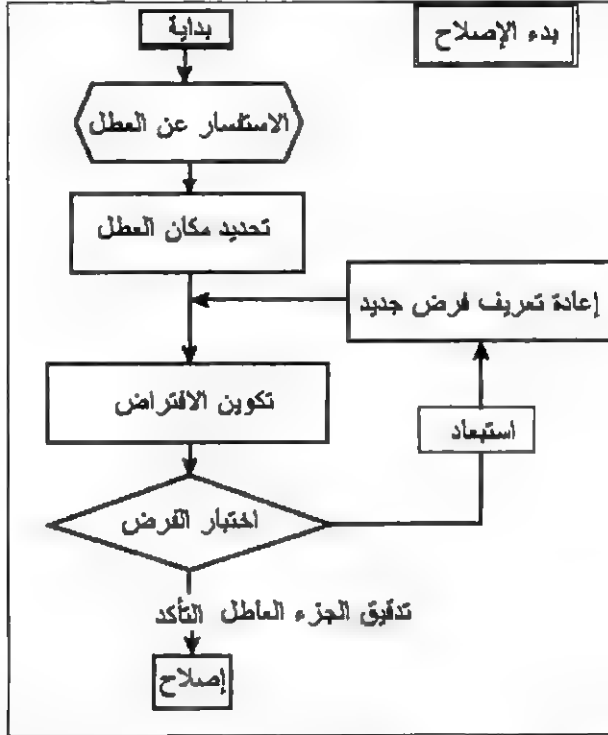 بدء الإصلاح
بداية
الاستفسار عن العطل
تحديد مكان العطل
إعادة تعريف فرض جديد
تكوين الافتراض
استبعاد
اختبار الفرض
التأكد تدقيق الجزء العاطل
إصلاح